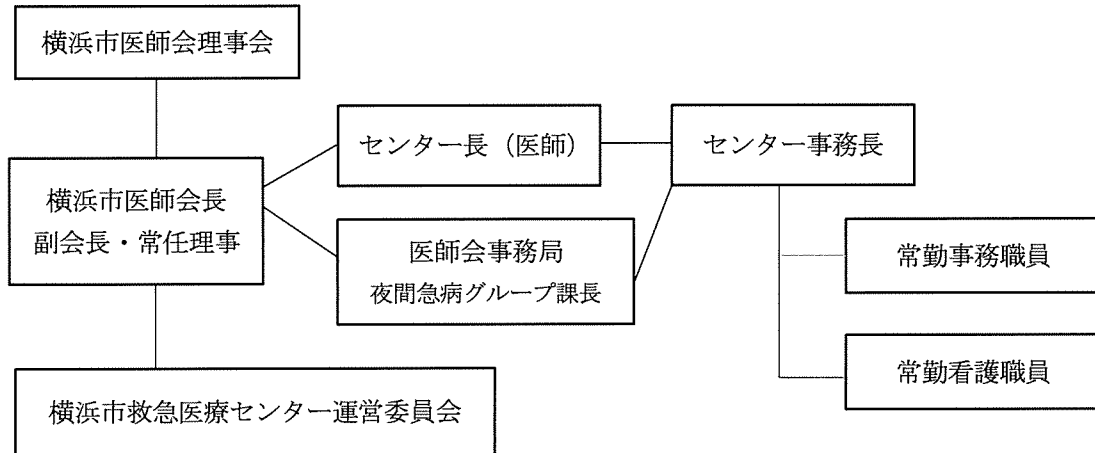 横浜市医師会理事会
センター長（医師）
センター事務長
横浜市医師会長
副会長・常任理事
医師会事務局
夜間急病グループ課長
常勤事務職員
常勤看護職員
横浜市救急医療センター運営委員会